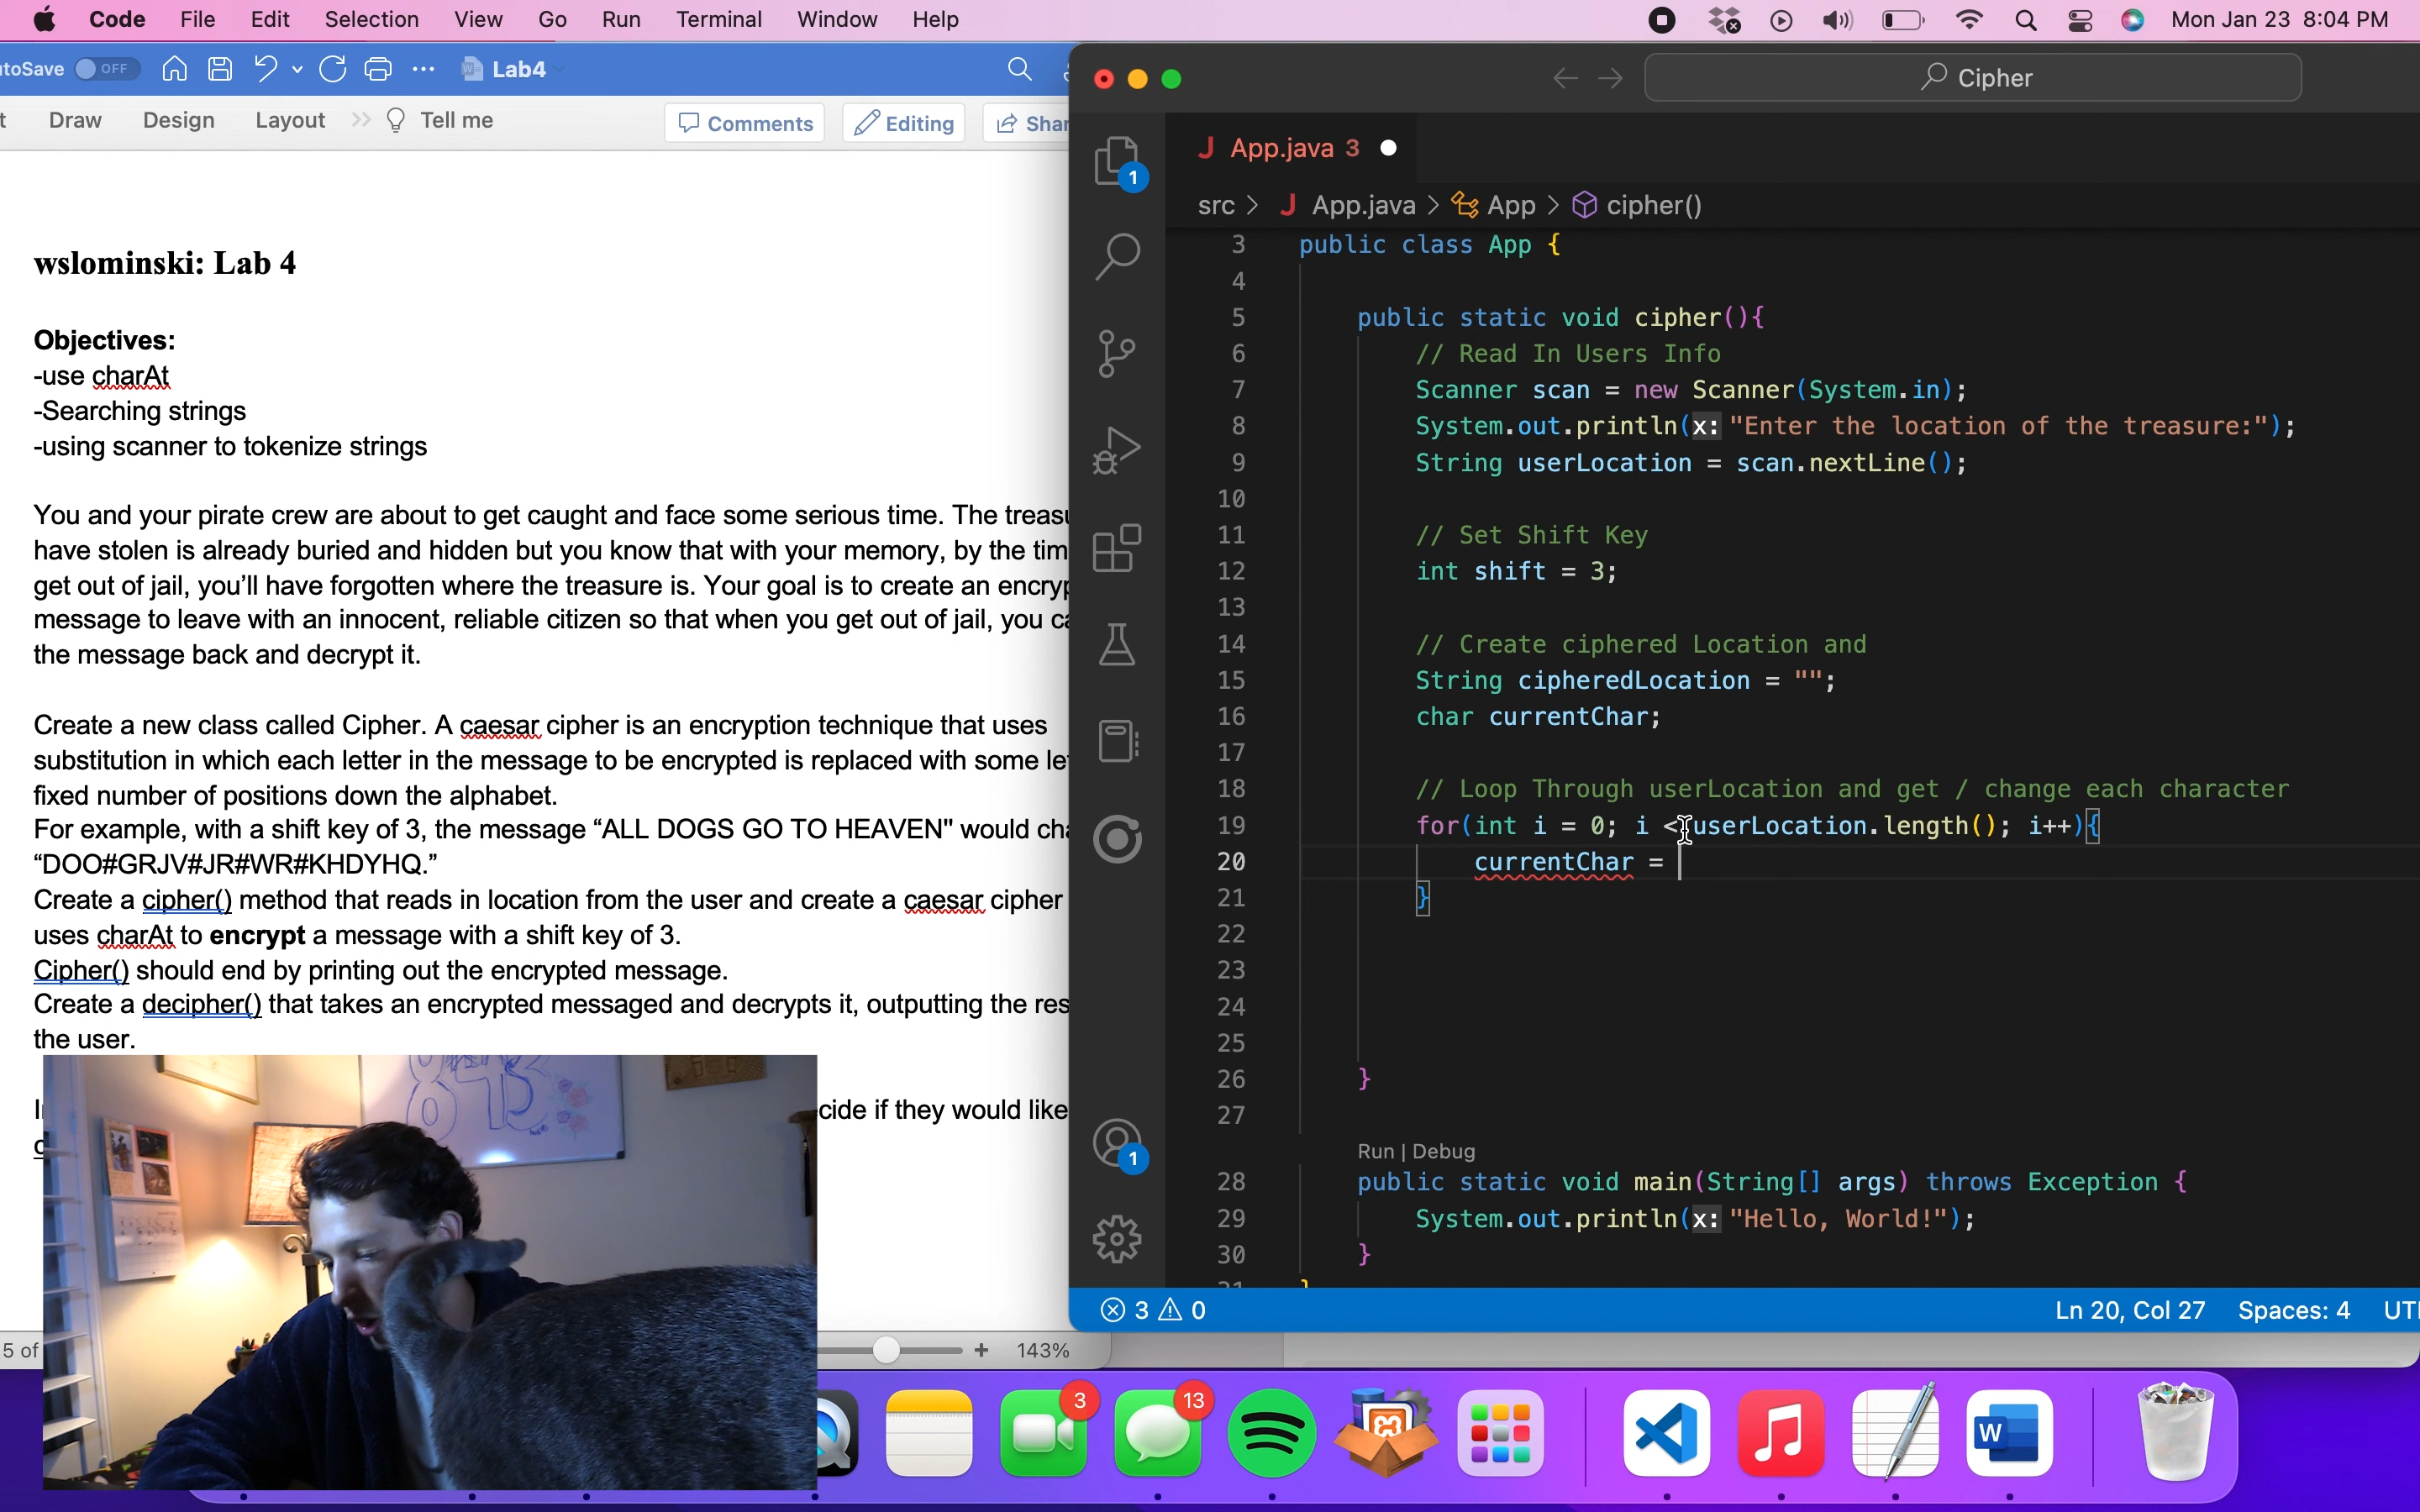 Code File Edit Selection View Go Run Terminal Window Help Mon Jan 23 8:04 PM
utoSave OFF Lab4
Draw Design Layout Tell me Comments Editing Shar
wslominski: Lab 4
Objectives:
-use charAt
-Searching strings
-using scanner to tokenize strings
You and your pirate crew are about to get caught and face some serious time. The treasu
have stolen is already buried and hidden but you know that with your memory, by the tim
get out of jail, you’ll have forgotten where the treasure is. Your goal is to create an encryp
message to leave with an innocent, reliable citizen so that when you get out of jail, you ca
the message back and decrypt it.
Create a new class called Cipher. A caesar cipher is an encryption technique that uses
substitution in which each letter in the message to be encrypted is replaced with some le
fixed number of positions down the alphabet.
For example, with a shift key of 3, the message “ALL DOGS GO TO HEAVEN" would cha
“DOO#GRJV#JR#WR#KHDYHQ.”
Create a cipher() method that reads in location from the user and create a caesar cipher
uses charAt to encrypt a message with a shift key of 3.
Cipher() should end by printing out the encrypted message.
Create a decipher() that takes an encrypted messaged and decrypts it, outputting the res
the user.
cide if they would like
843
5 of
143%
Cipher
1
J App.java 3
src > J App.java > App > cipher()
3 public class App {
4
5 public static void cipher(){
6 // Read In Users Info
7 Scanner scan = new Scanner(System.in);
8 System.out.println(x: "Enter the location of the treasure:");
9 String userLocation = scan.nextLine();
10
11 // Set Shift Key
12 int shift = 3;
13
14 // Create ciphered Location and
15 String cipheredLocation = "";
16 char currentChar;
17
18 // Loop Through userLocation and get / change each character
19 for(int i = 0; i < userLocation.length(); i++){
20 currentChar =
21 }
22
23
24
25
26 }
27
Run | Debug
28 public static void main(String[] args) throws Exception {
29 System.out.println(x: "Hello, World!");
30 }
31 }
1
3 0 Ln 20, Col 27 Spaces: 4 UTF
3 13 W